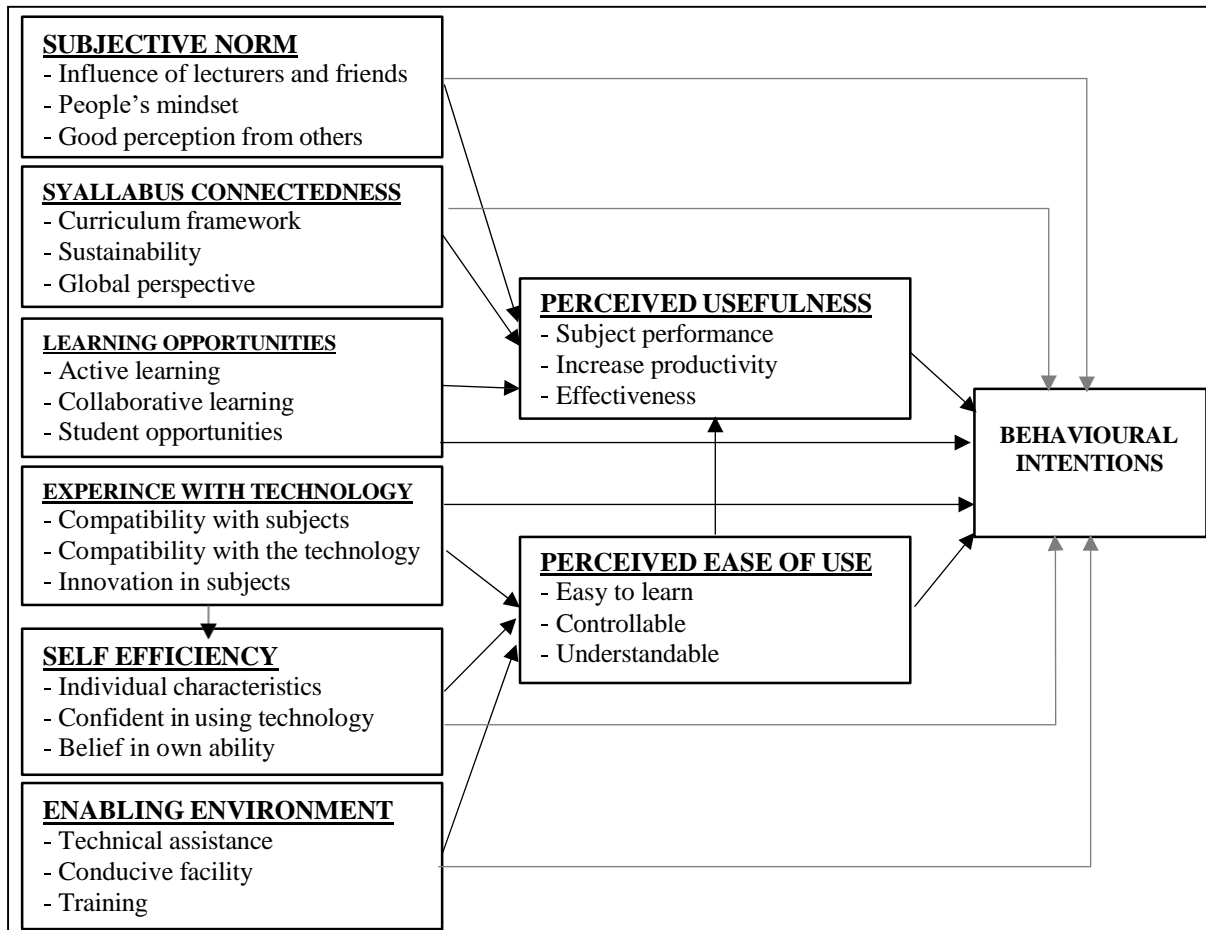 SUBJECTIVE NORM
- Influence of lecturers and friends
- People’s mindset
- Good perception from others
SYALLABUS CONNECTEDNESS
- Curriculum framework
- Sustainability
- Global perspective
LEARNING OPPORTUNITIES
- Active learning
- Collaborative learning
- Student opportunities
EXPERINCE WITH TECHNOLOGY
- Compatibility with subjects
- Compatibility with the technology
- Innovation in subjects
SELF EFFICIENCY
- Individual characteristics
- Confident in using technology
- Belief in own ability
ENABLING ENVIRONMENT
- Technical assistance
- Conducive facility
- Training
PERCEIVED USEFULNESS
- Subject performance
- Increase productivity
- Effectiveness
PERCEIVED EASE OF USE
- Easy to learn
- Controllable
- Understandable
BEHAVIOURAL
INTENTIONS